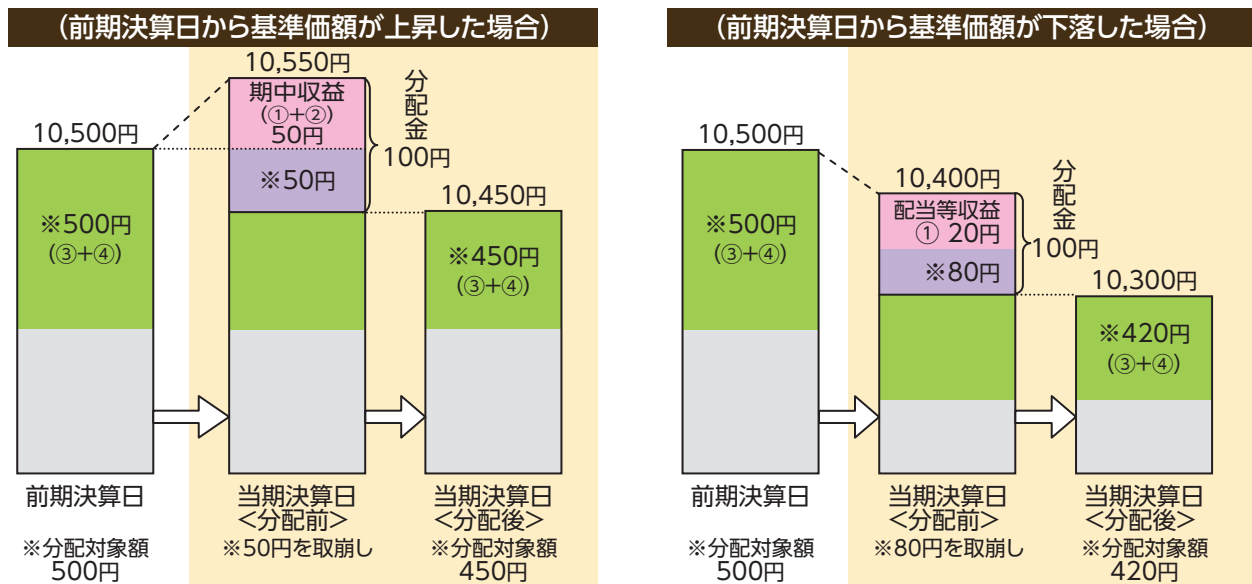 (前期決算日から基準価額が上昇した場合)
10,550円
期中収益
(①+②)
50円
分配金
100円
10,500円
※50円
10,450円
※500円
(③+④)
※450円
(③+④)
前期決算日
当期決算日
<分配前>
当期決算日
<分配後>
※分配対象額
500円
※50円を取崩し
※分配対象額
450円
(前期決算日から基準価額が下落した場合)
10,500円
10,400円
配当等収益
① 20円
分配金
100円
※80円
10,300円
※500円
(③+④)
※420円
(③+④)
前期決算日
当期決算日
<分配前>
当期決算日
<分配後>
※分配対象額
500円
※80円を取崩し
※分配対象額
420円